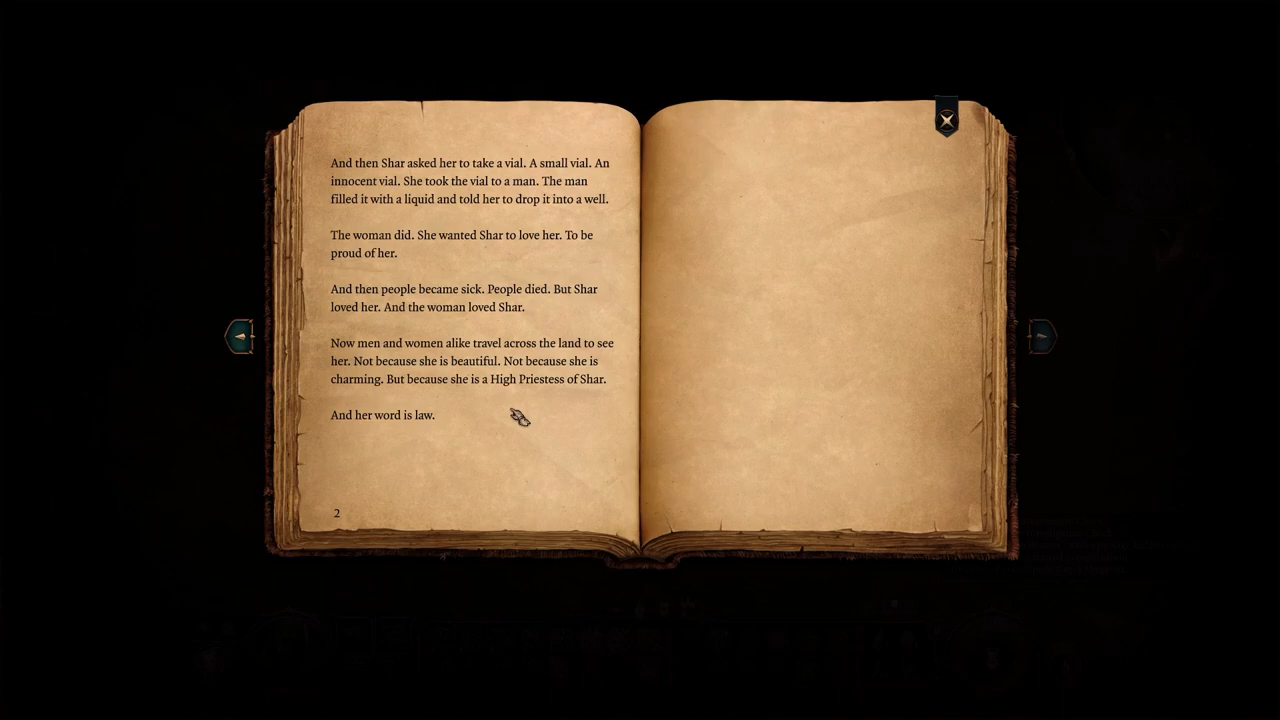 And then Shar asked her to take a vial. A small vial. An
innocent vial. She took the vial to a man. The man
filled it with a liquid and told her to drop it into a well.
The woman did. She wanted Shar to love her. To be
proud of her.
And then people became sick. People died. But Shar
loved her. And the woman loved Shar.
Now men and women alike travel across the land to see
her. Not because she is beautiful. Not because she is
charming. But because she is a High Priestess of Shar.
And her word is law.
2